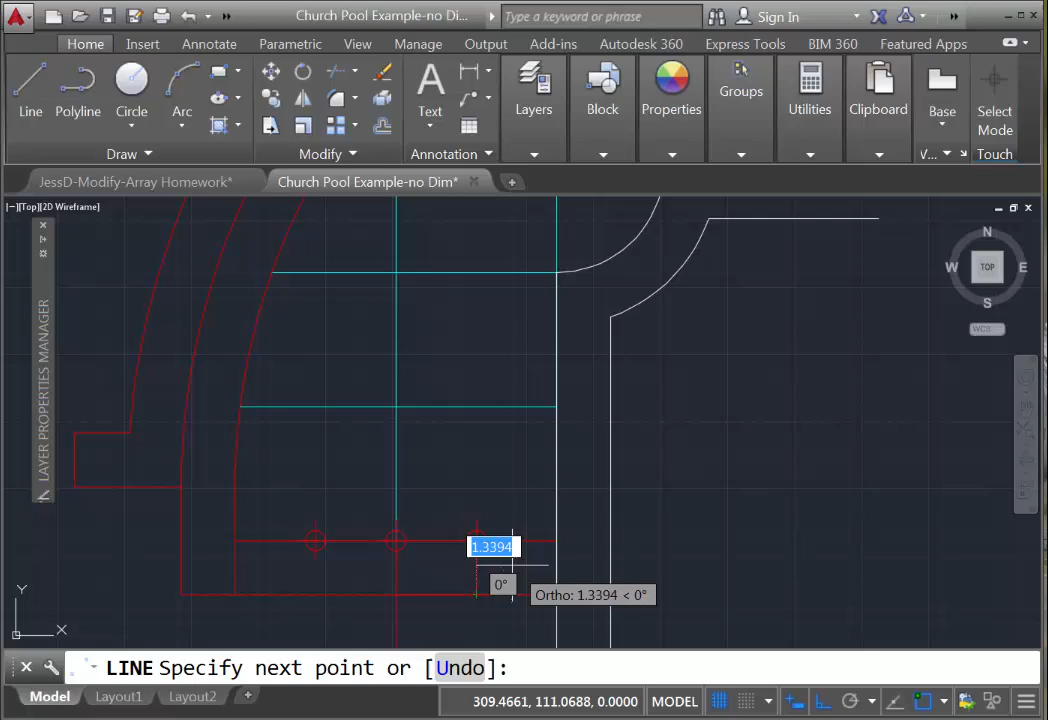 Church Pool Example-no Di...
Type a keyword or phrase
Sign In
Home Insert Annotate Parametric View Manage Output Add-ins Autodesk 360 Express Tools BIM 360 Featured Apps
Line Polyline Circle Arc
Text
Layers
Block
Properties
Groups
Utilities
Clipboard
Base
Select Mode
Draw Modify Annotation V... Touch
JessD-Modify-Array Homework* Church Pool Example-no Dim*
[−][Top][2D Wireframe]
N
W TOP E
S
WCS
LAYER PROPERTIES MANAGER
1.3394
0°
Ortho: 1.3394 < 0°
Y
X
LINE Specify next point or [Undo]:
Model Layout1 Layout2
309.4661, 111.0688, 0.0000 MODEL